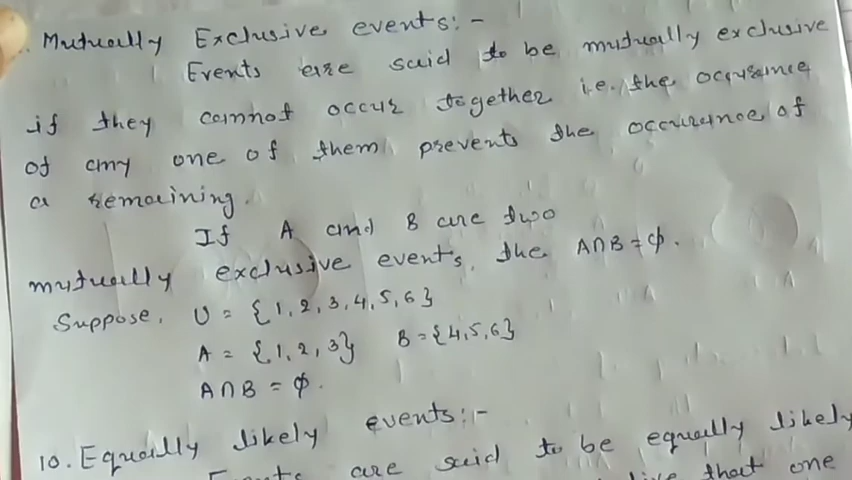 Mutually Exclusive events:-
Events are said to be mutually exclusive
if they cannot occur together i.e. the occurance
of any one of them prevents the occurance of
a remaining.
If A and B are two
mutually exclusive events, the A∩B = ϕ.
Suppose, U = {1, 2, 3, 4, 5, 6}
A = {1, 2, 3} B = {4, 5, 6}
A∩B = ϕ.
10. Equally likely events:-
Events are said to be equally likely
that one